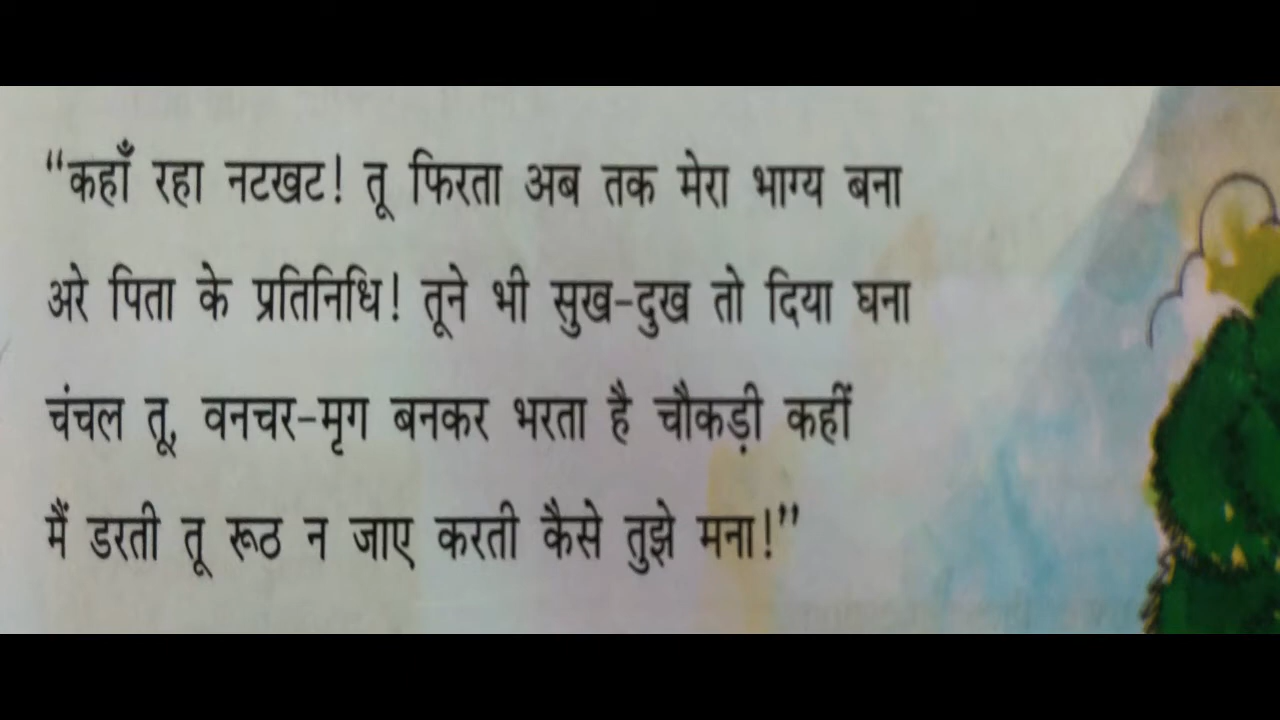 “कहाँ रहा नटखट! तू फिरता अब तक मेरा भाग्य बना
अरे पिता के प्रतिनिधि! तूने भी सुख-दुख तो दिया घना
चंचल तू, वनचर-मृग बनकर भरता है चौकड़ी कहीं
मैं डरती तू रूठ न जाए करती कैसे तुझे मना!”